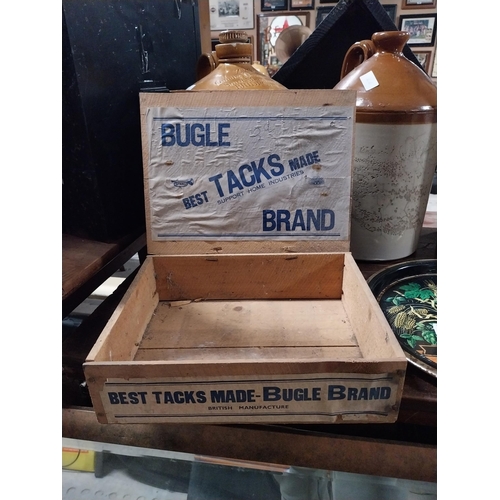 BUGLE
BEST TACKS MADE
SUPPORT HOME INDUSTRIES
BRAND
BEST TACKS MADE-BUGLE BRAND
BRITISH MANUFACTURE